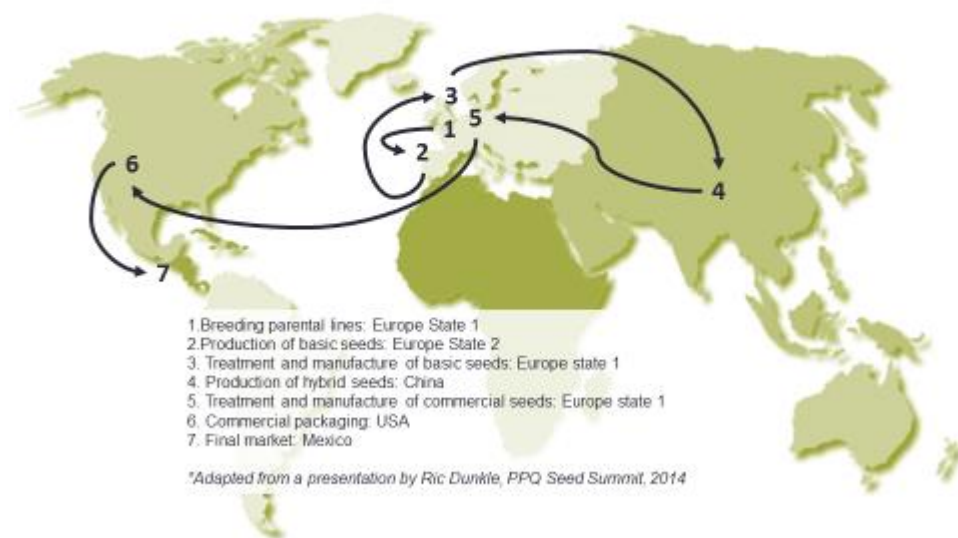 3
5
1
2
6
4
7
1.Breeding parental lines: Europe State 1
2.Production of basic seeds: Europe State 2
3. Treatment and manufacture of basic seeds: Europe state 1
4. Production of hybrid seeds: China
5. Treatment and manufacture of commercial seeds: Europe state 1
6. Commercial packaging: USA
7. Final market: Mexico
*Adapted from a presentation by Ric Dunkle, PPQ Seed Summit, 2014